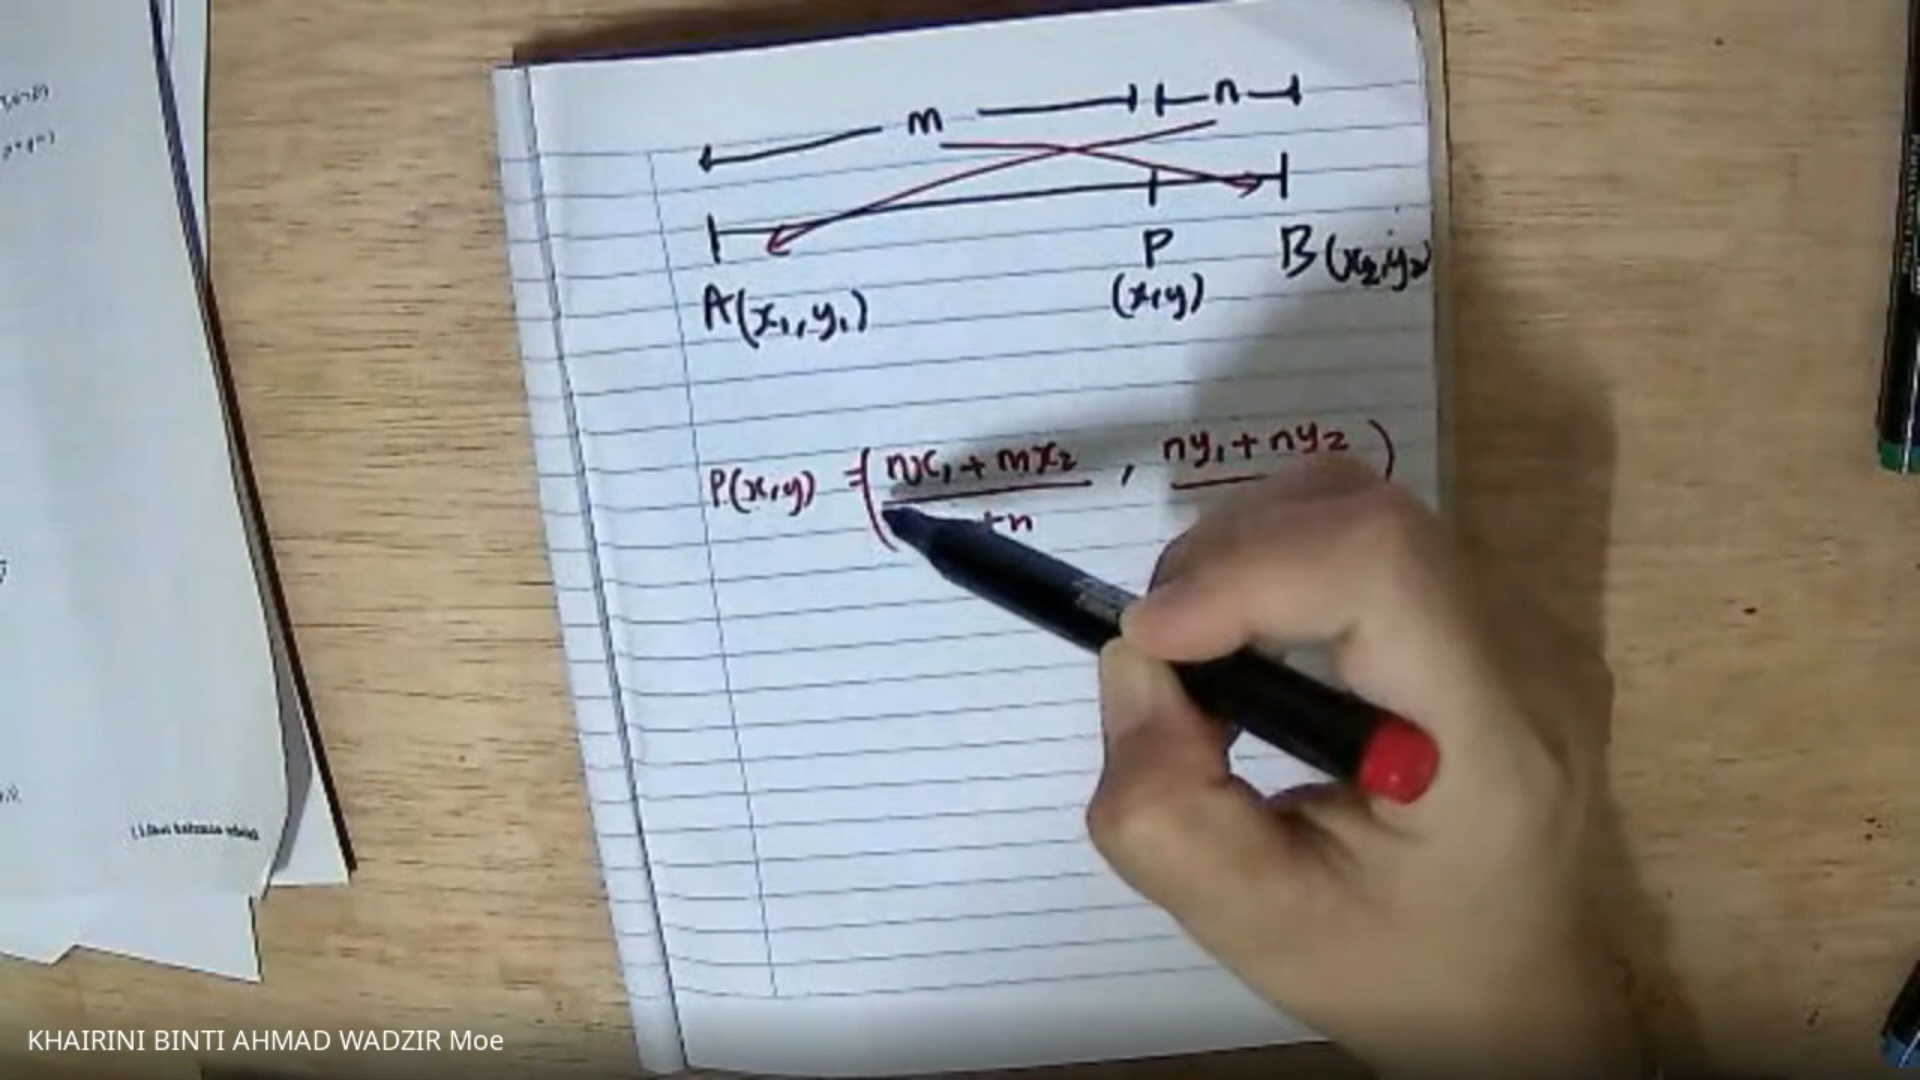 m n
P B(x₂,y₂)
A(x₁,y₁) (x,y)
P(x,y) = (nx₁ + mx₂ , ny₁ + ny₂)
+n
KHAIRINI BINTI AHMAD WADZIR Moe